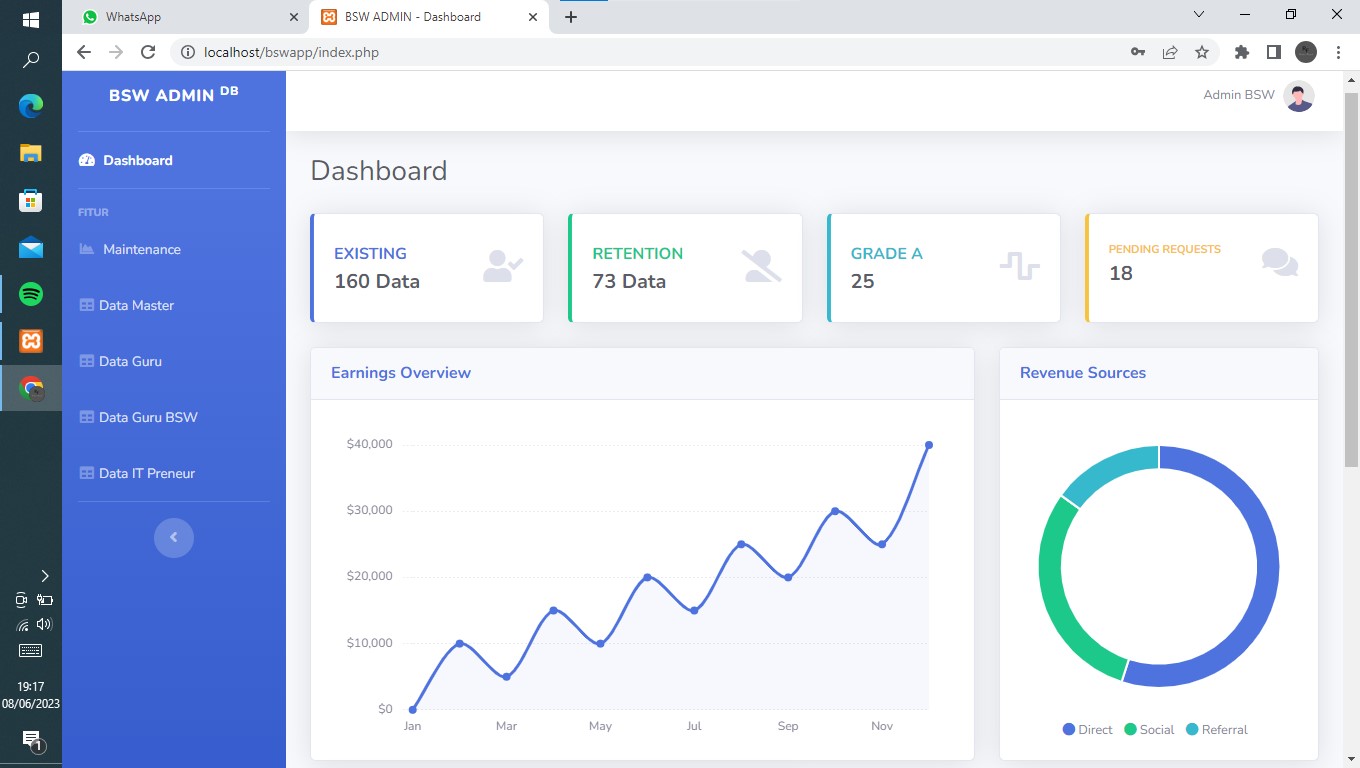 WhatsApp
BSW ADMIN - Dashboard
localhost/bswapp/index.php
BSW ADMIN DB
Admin BSW
Dashboard
FITUR
Maintenance
Data Master
Data Guru
Data Guru BSW
Data IT Preneur
Dashboard
EXISTING
160 Data
RETENTION
73 Data
GRADE A
25
PENDING REQUESTS
18
Earnings Overview
$40,000
$30,000
$20,000
$10,000
$0
Jan Mar May Jul Sep Nov
Revenue Sources
Direct Social Referral
19:17
08/06/2023
1